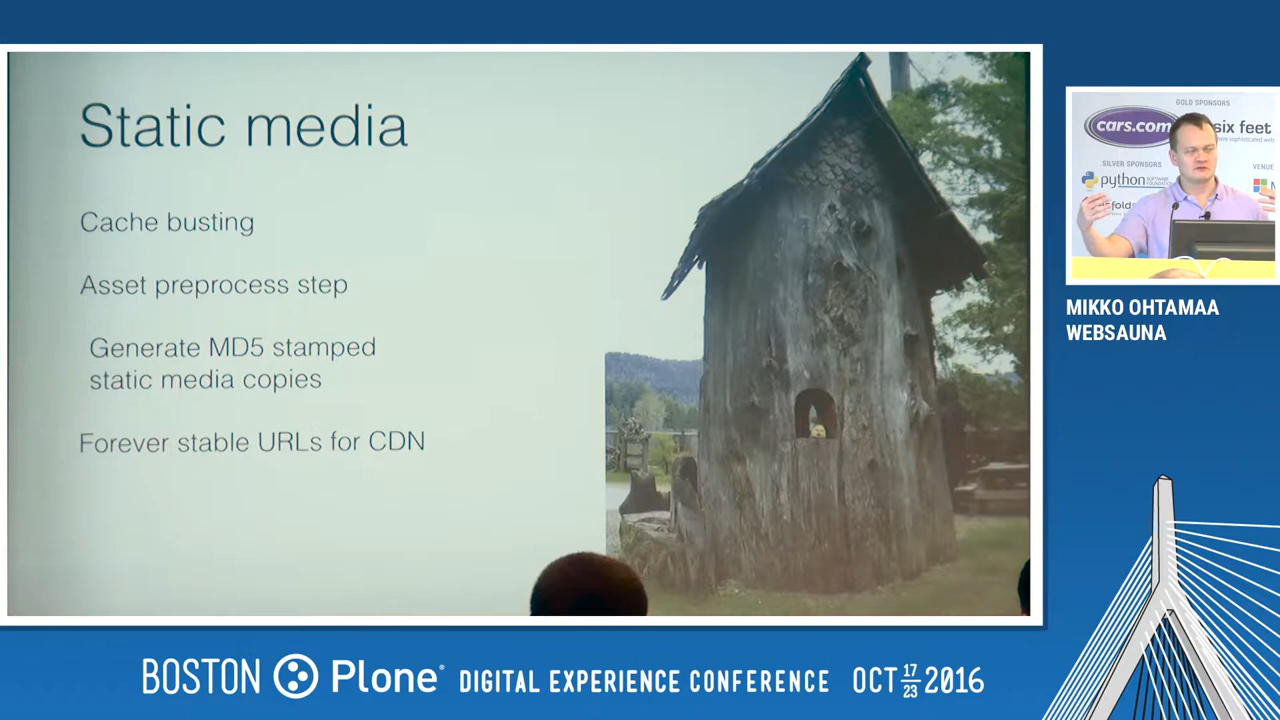 Static media
Cache busting
Asset preprocess step
Generate MD5 stamped
static media copies
Forever stable URLs for CDN
GOLD SPONSORS
cars.com
six feet
SILVER SPONSORS
VENUE
python
SOFTWARE
FOUNDATION
MIKKO OHTAMAA
WEBSAUNA
BOSTON Plone® DIGITAL EXPERIENCE CONFERENCE OCT 17 23 2016